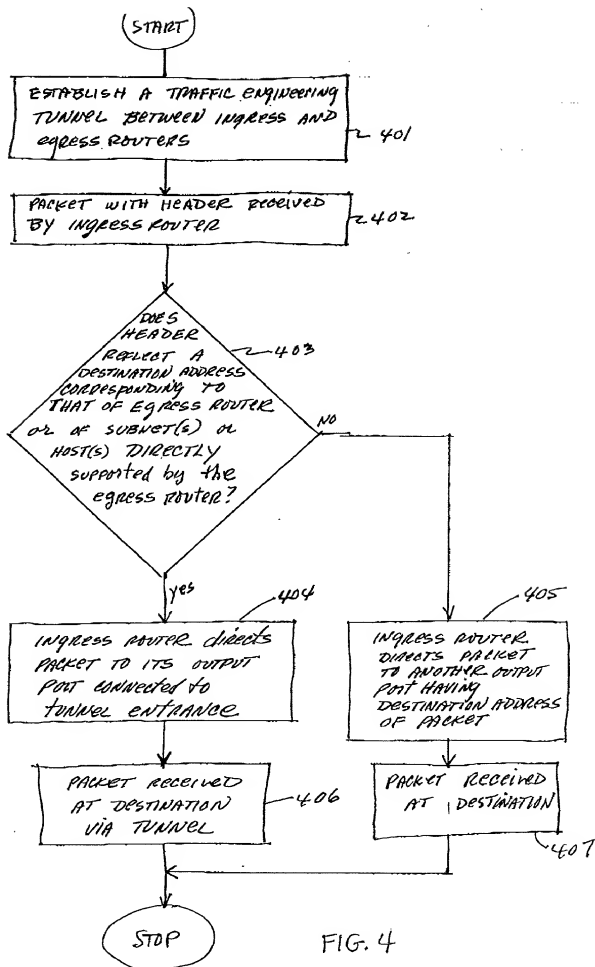 START
ESTABLISH A TRAFFIC ENGINEERING
TUNNEL BETWEEN INGRESS AND
EGRESS ROUTERS
401
PACKET WITH HEADER RECEIVED
BY INGRESS ROUTER
402
DOES
HEADER
REFLECT A
DESTINATION ADDRESS
CORRESPONDING TO
THAT OF EGRESS ROUTER
OR OF SUBNET(S) OR
HOST(S) DIRECTLY
supported by the
egress ROUTER?
403
NO
yes
404
INGRESS ROUTER directs
PACKET TO ITS OUTPUT
PORT CONNECTED TO
TUNNEL ENTRANCE
405
INGRESS ROUTER
DIRECTS PACKET
TO ANOTHER OUTPUT
PORT HAVING
DESTINATION ADDRESS
OF PACKET
PACKET RECEIVED
AT DESTINATION
VIA TUNNEL
406
PACKET RECEIVED
AT DESTINATION
407
STOP
FIG. 4